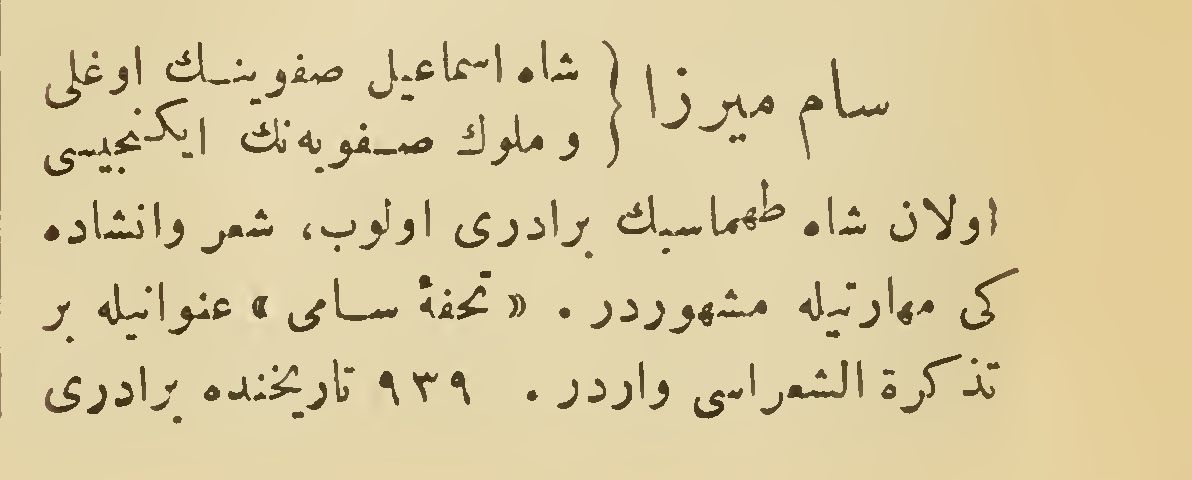 سام میرزا { شاه اسماعیل صفوینك اوغلی
و ملوك صفویه‌نك ایكنجیسی
اولان شاه طهماسبك برادری اولوب، شعر وانشاده
كی مهارتیله مشهوردر . « تحفهٔ سامی » عنوانیله بر
تذكرة الشعراسی واردر . ۹۳۹ تاریخنده برادری